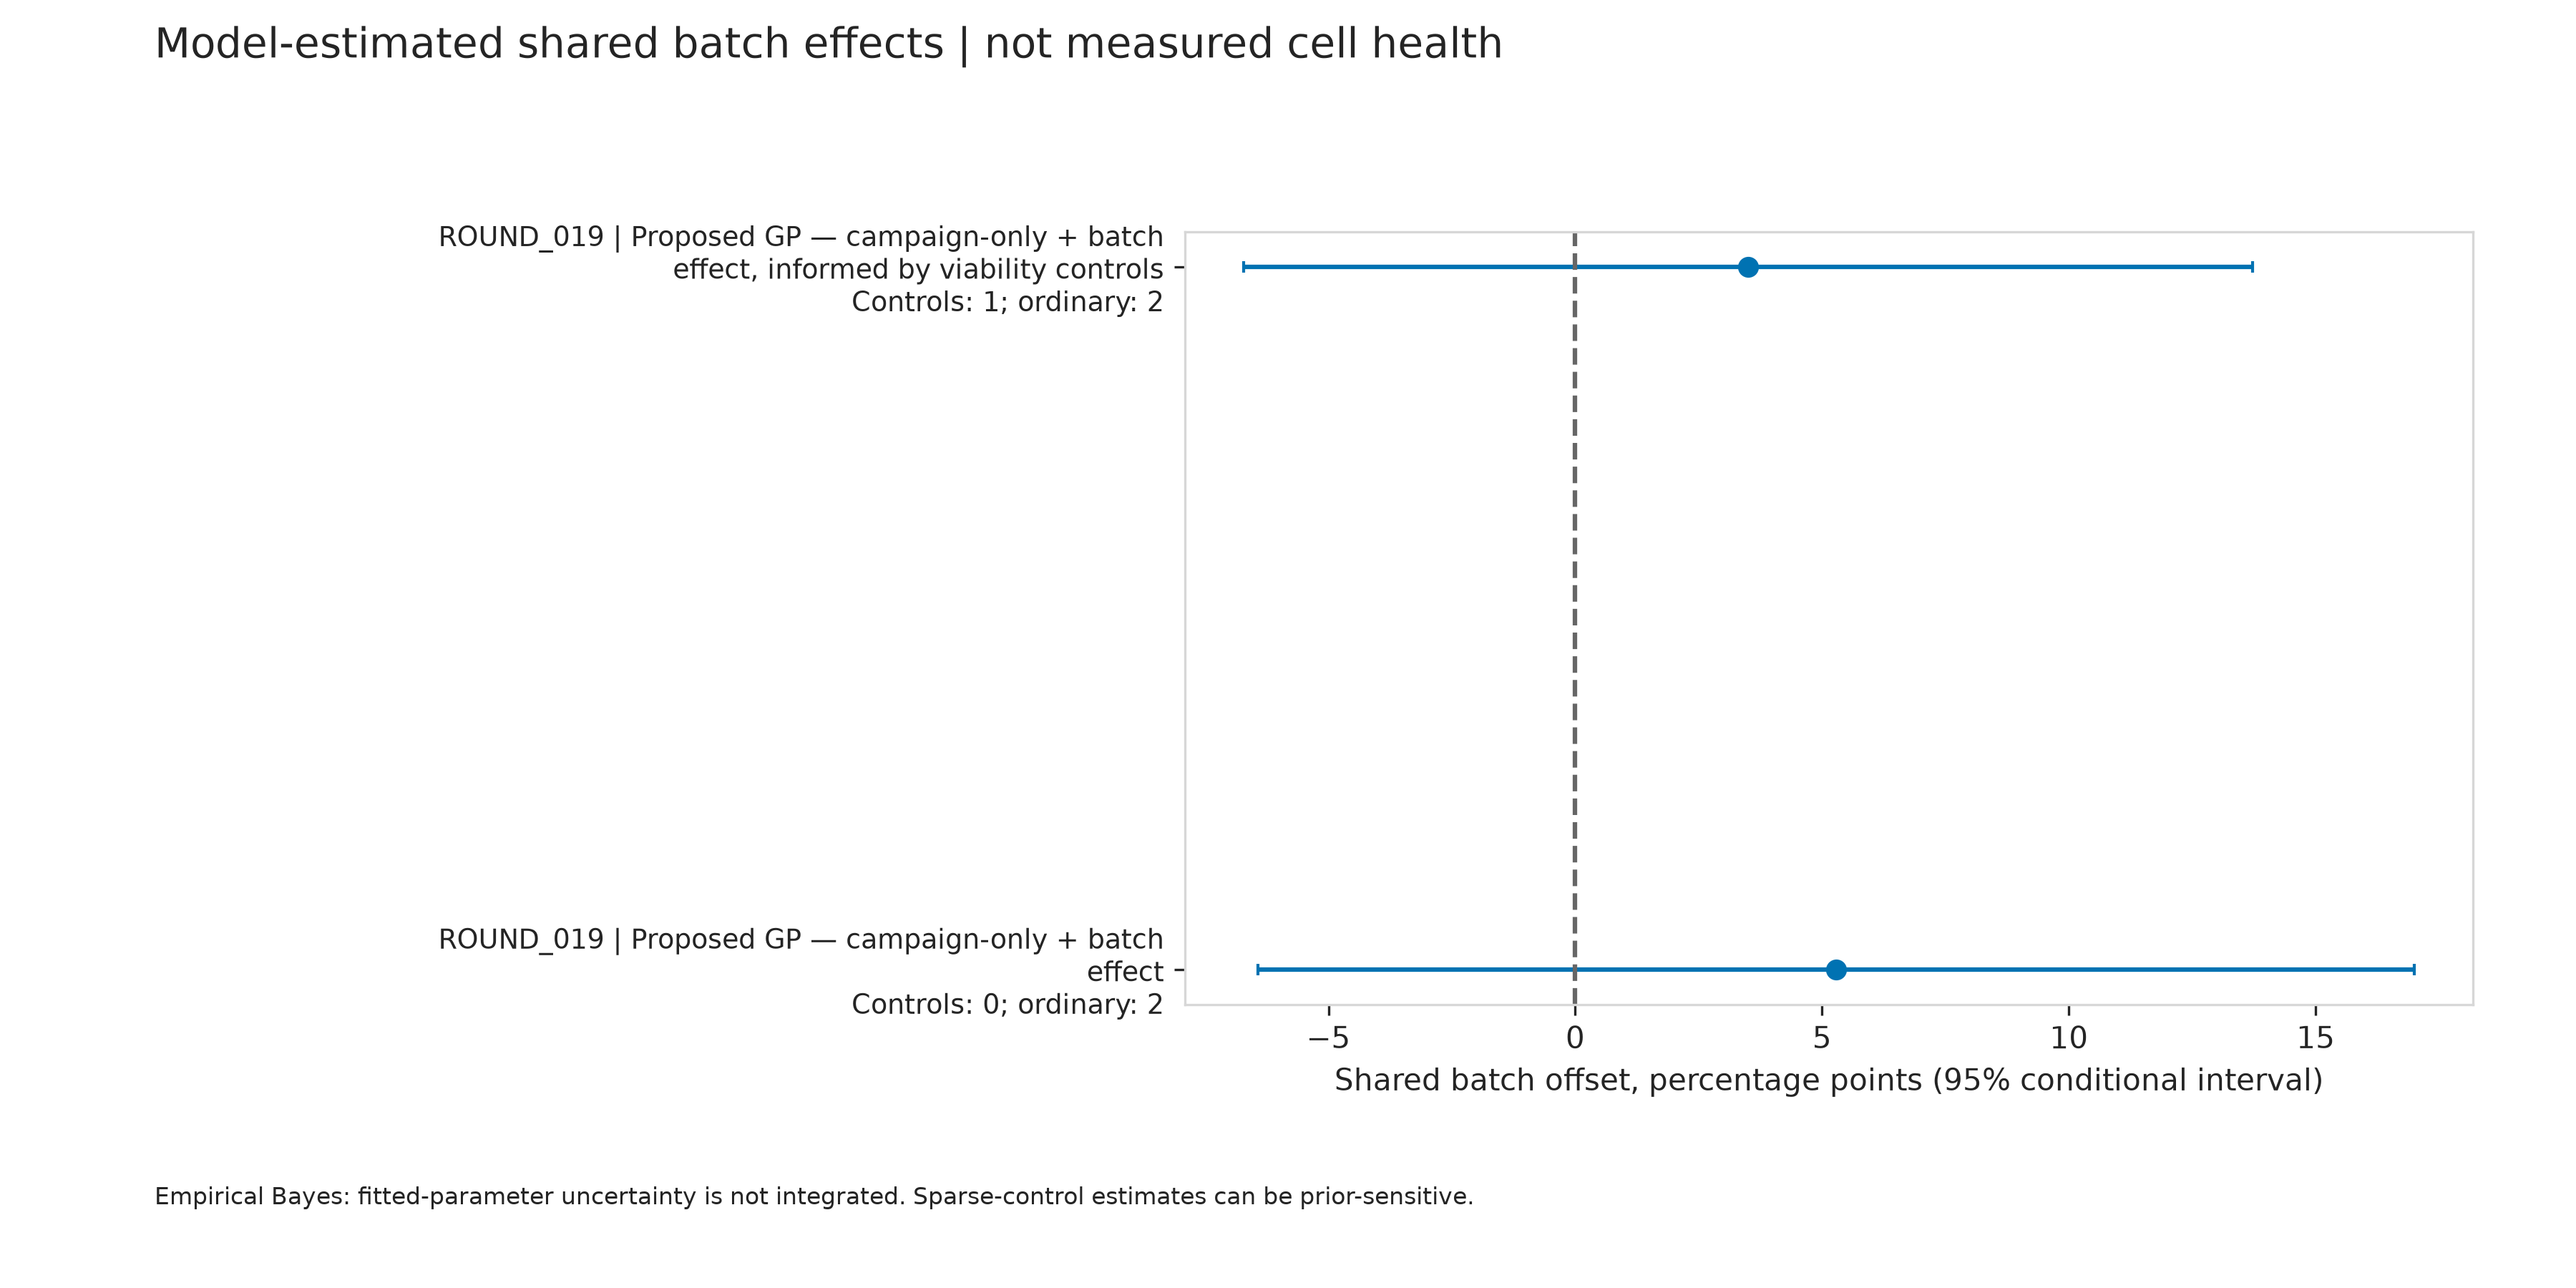 Model-estimated shared batch effects | not measured cell health
ROUND_019 | Proposed GP — campaign-only + batch
effect, informed by viability controls
Controls: 1; ordinary: 2
ROUND_019 | Proposed GP — campaign-only + batch
effect
Controls: 0; ordinary: 2
−5 0 5 10 15
Shared batch offset, percentage points (95% conditional interval)
Empirical Bayes: fitted-parameter uncertainty is not integrated. Sparse-control estimates can be prior-sensitive.